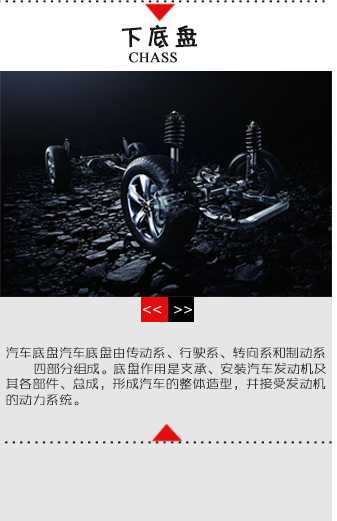 下底盘
CHASS
<< >>
汽车底盘汽车底盘由传动系、行驶系、转向系和制动系
四部分组成。底盘作用是支承、安装汽车发动机及
其各部件、总成，形成汽车的整体造型，并接受发动机
的动力系统。